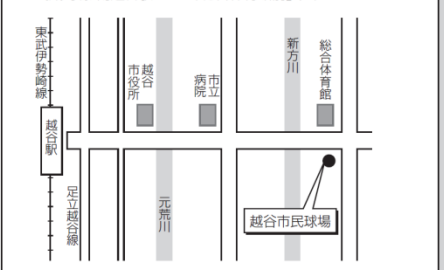 東武伊勢崎線
越谷駅
足立越谷線
越谷
市役所
市立
病院
元荒川
新方川
総合体育館
越谷市民球場